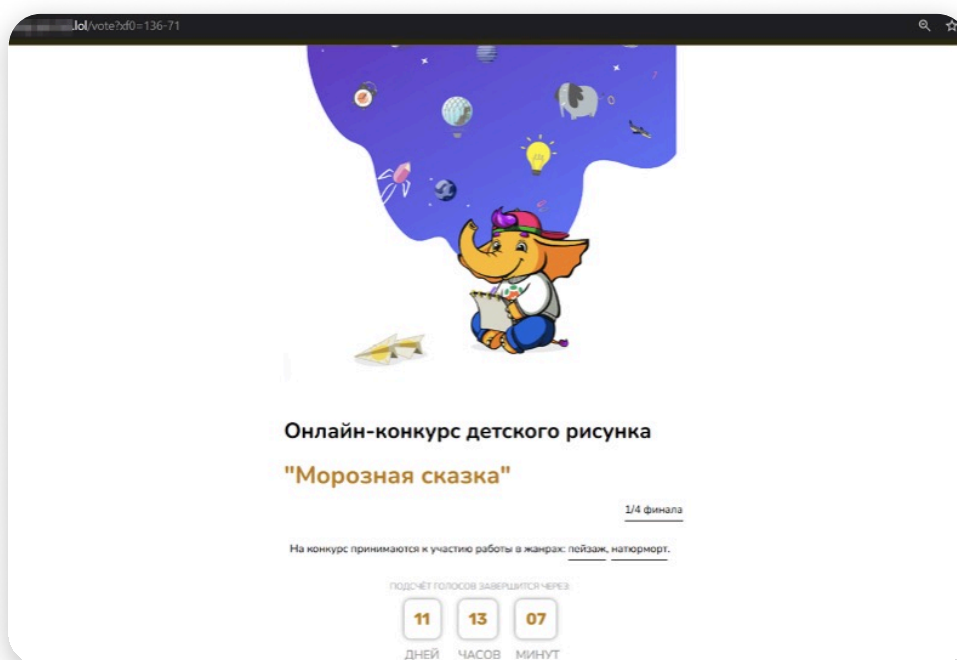 .lol/vote?xf0=136-71
Онлайн-конкурс детского рисунка
"Морозная сказка"
1/4 финала
На конкурс принимаются к участию работы в жанрах: пейзаж, натюрморт.
ПОДСЧЁТ ГОЛОСОВ ЗАВЕРШИТСЯ ЧЕРЕЗ:
11 13 07
ДНЕЙ ЧАСОВ МИНУТ